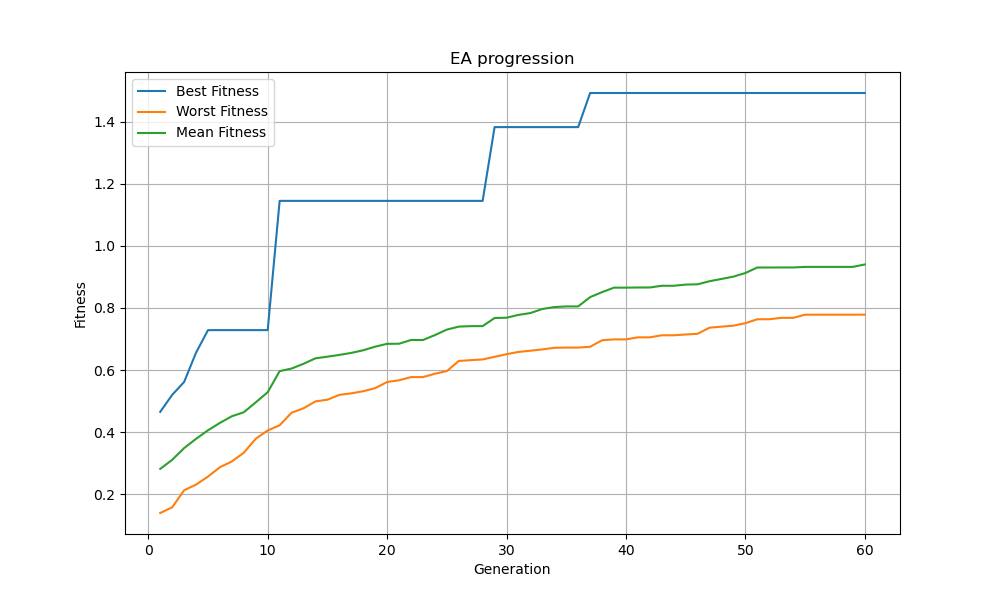 EA progression
Best Fitness
Worst Fitness
Mean Fitness
Fitness
1.4
1.2
1.0
0.8
0.6
0.4
0.2
0 10 20 30 40 50 60
Generation